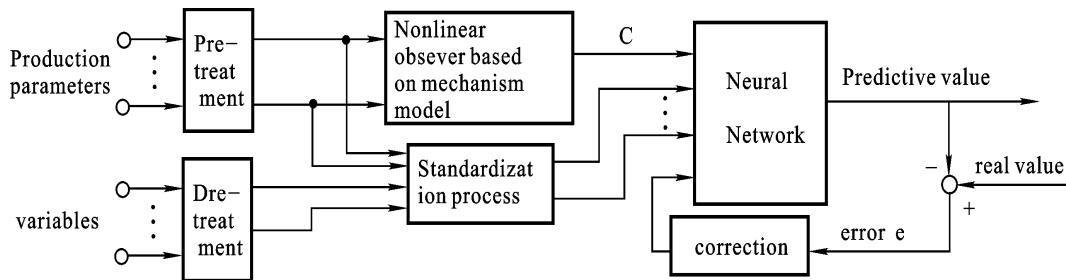 Production
parameters
Pre-
treat
ment
Nonlinear
obsever based
on mechanism
model
C
Neural
Network
Predictive value
Standardizat
ion process
variables
Dre-
treat
ment
−
real value
+
correction
error e